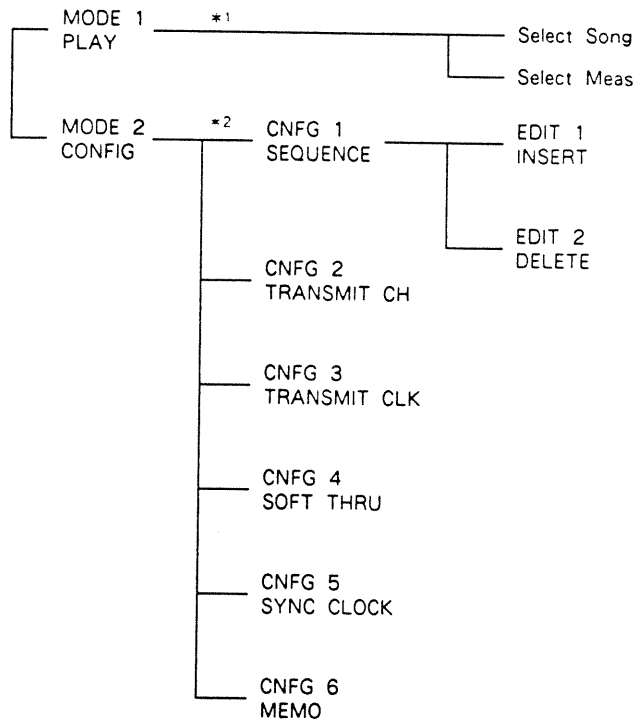 MODE 1
PLAY
*1
Select Song
Select Meas
MODE 2
CONFIG
*2
CNFG 1
SEQUENCE
EDIT 1
INSERT
EDIT 2
DELETE
CNFG 2
TRANSMIT CH
CNFG 3
TRANSMIT CLK
CNFG 4
SOFT THRU
CNFG 5
SYNC CLOCK
CNFG 6
MEMO